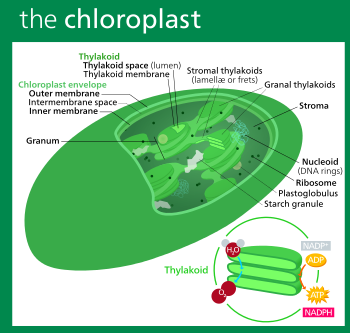 the chloroplast
Thylakoid
Thylakoid space (lumen)
Thylakoid membrane
Stromal thylakoids
(lamellæ or frets)
Granal thylakoids
Chloroplast envelope
Outer membrane
Intermembrane space
Inner membrane
Stroma
Granum
Nucleoid
(DNA rings)
Ribosome
Plastoglobulus
Starch granule
Thylakoid
H₂O
O₂
NADP⁺
ADP
ATP
NADPH